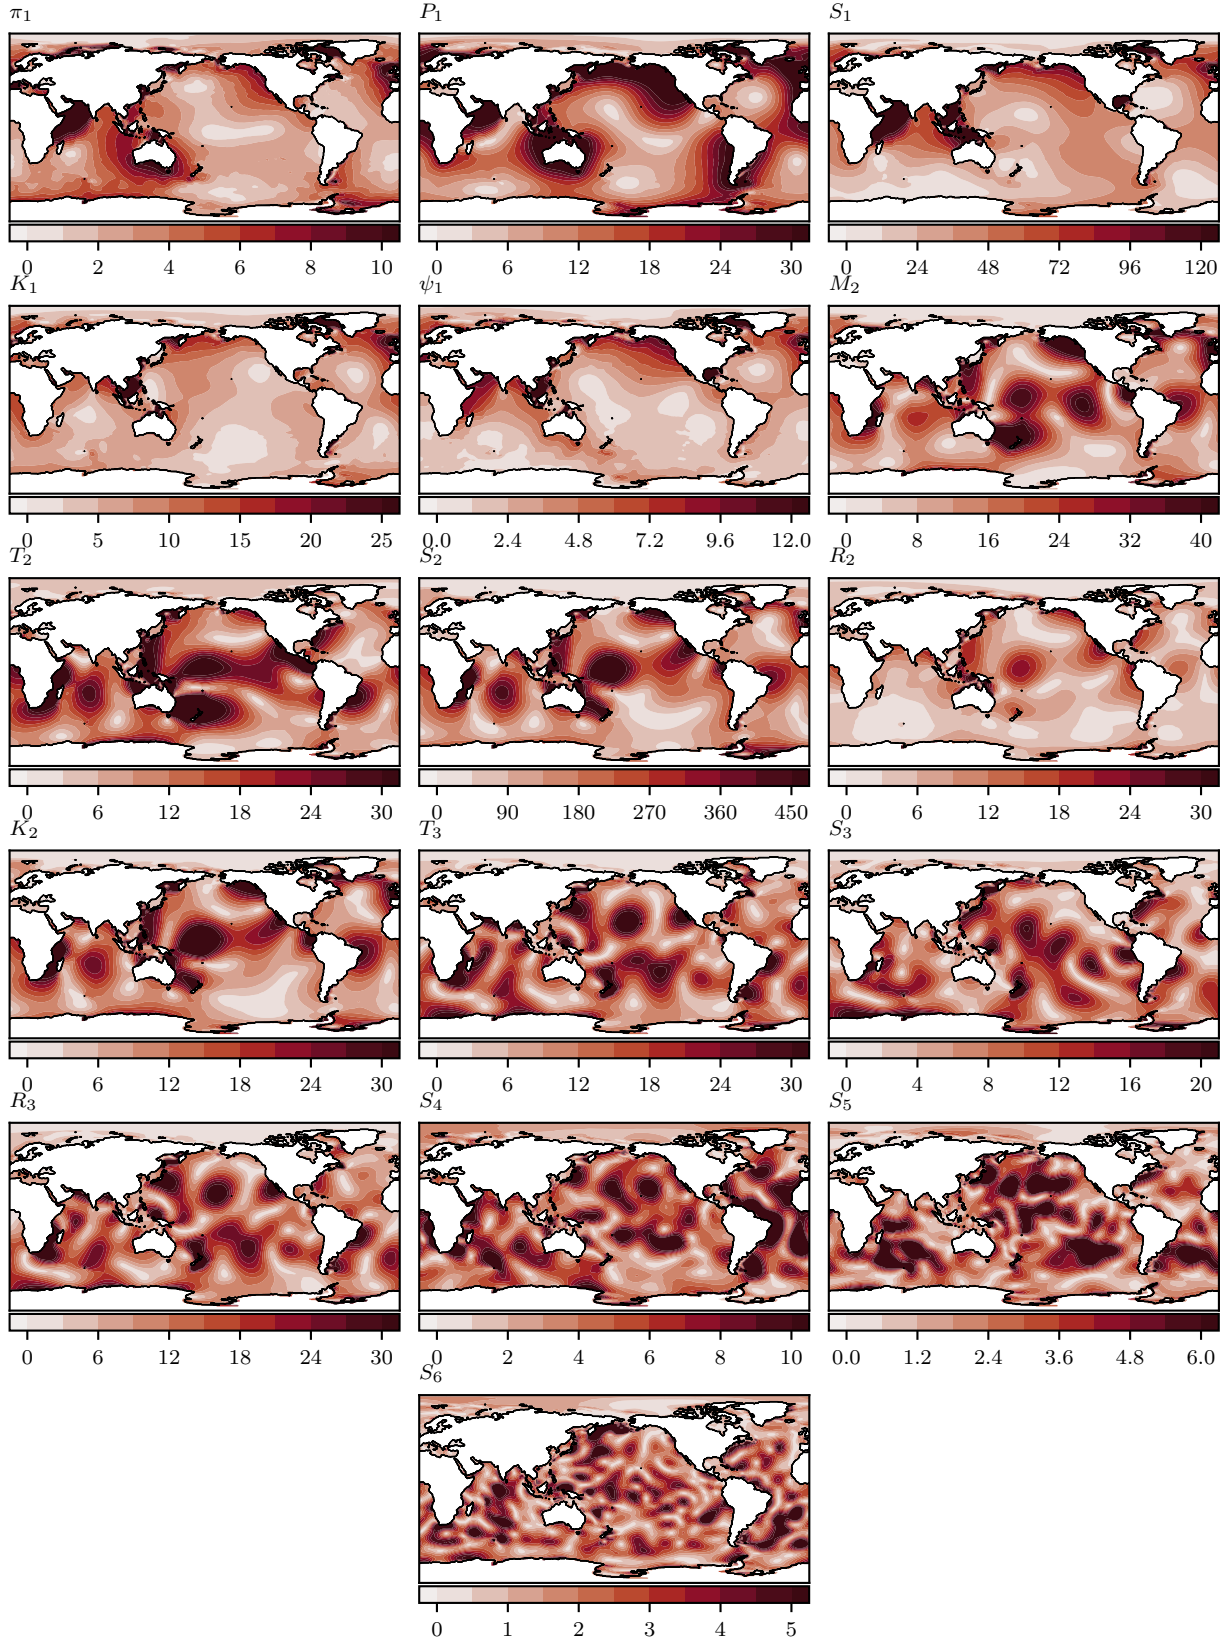 π₁ P₁ S₁
0 2 4 6 8 10 0 6 12 18 24 30 0 24 48 72 96 120
K₁ ψ₁ M₂
0 5 10 15 20 25 0.0 2.4 4.8 7.2 9.6 12.0 0 8 16 24 32 40
T₂ S₂ R₂
0 6 12 18 24 30 0 90 180 270 360 450 0 6 12 18 24 30
K₂ T₃ S₃
0 6 12 18 24 30 0 6 12 18 24 30 0 4 8 12 16 20
R₃ S₄ S₅
0 6 12 18 24 30 0 2 4 6 8 10 0.0 1.2 2.4 3.6 4.8 6.0
S₆
0 1 2 3 4 5